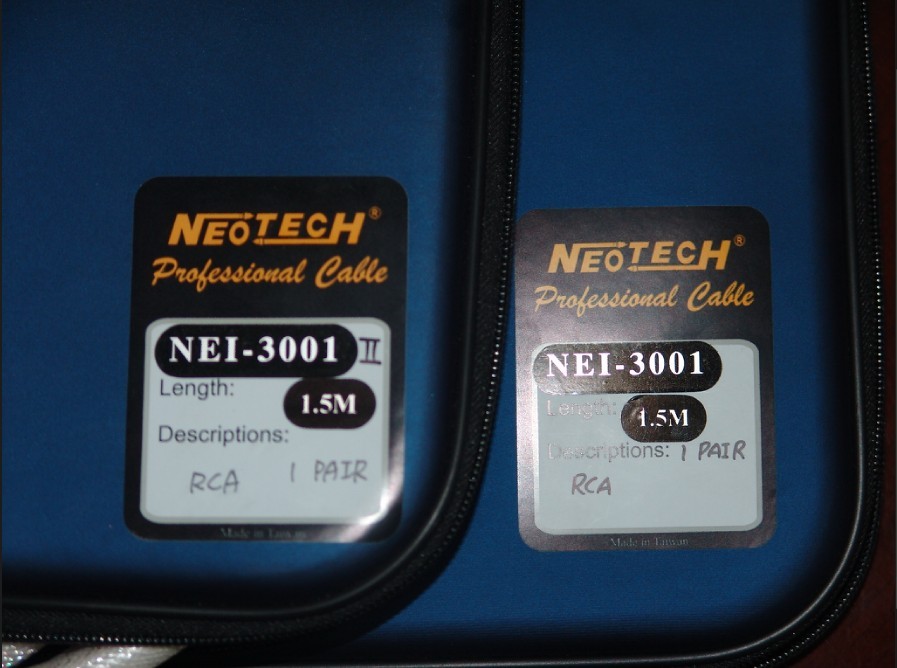 NEOTECH®
Professional Cable
NEI-3001 II
Length:
1.5M
Descriptions:
RCA 1 PAIR
Made in Taiwan
NEOTECH®
Professional Cable
NEI-3001
Length: 1.5M
Descriptions: 1 PAIR
RCA
Made in Taiwan